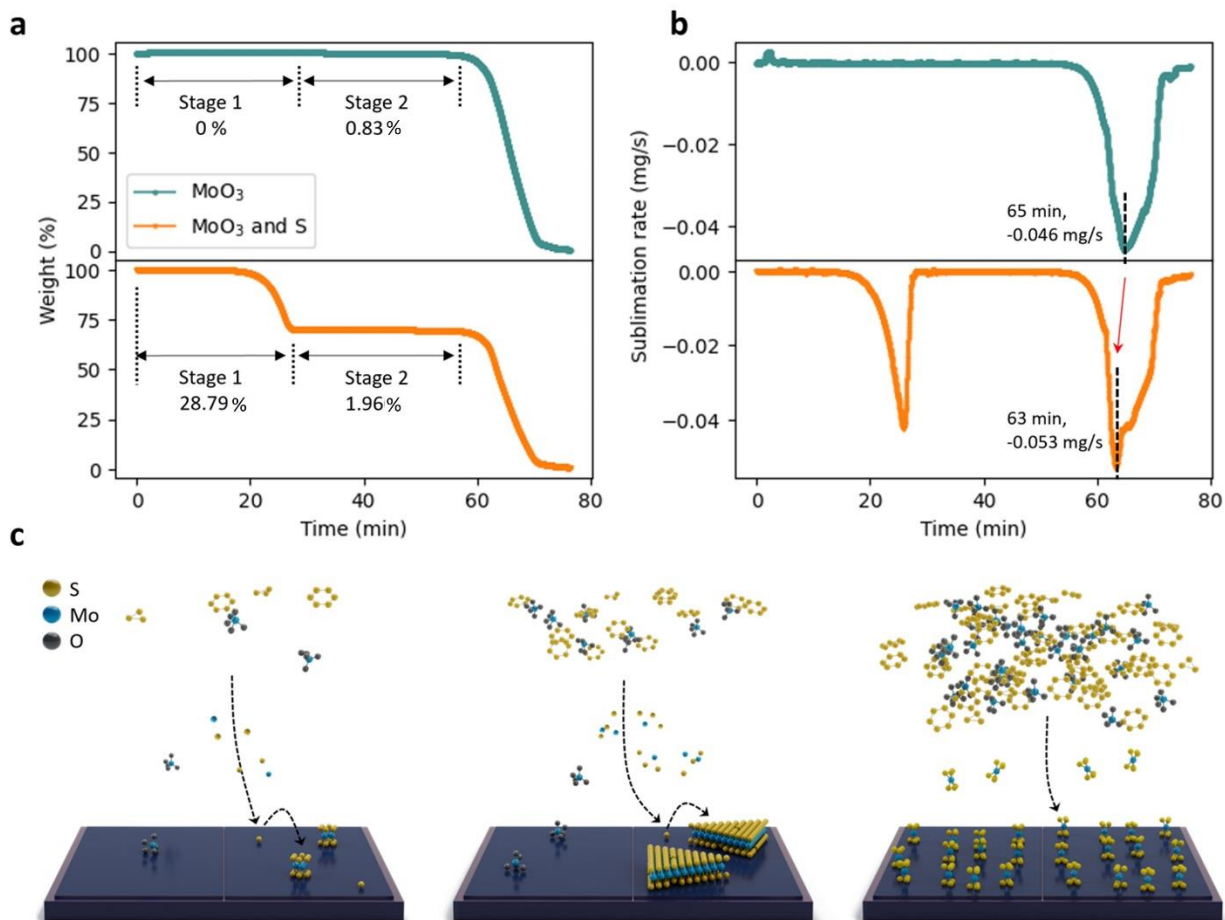 a
100
75
50
25
0
Stage 1
0 %
Stage 2
0.83 %
MoO₃
MoO₃ and S
Weight (%)
100
75
50
25
0
Stage 1
28.79 %
Stage 2
1.96 %
0 20 40 60 80
Time (min)
b
0.00
−0.02
−0.04
65 min,
-0.046 mg/s
Sublimation rate (mg/s)
0.00
−0.02
−0.04
63 min,
-0.053 mg/s
0 20 40 60 80
Time (min)
c
S
Mo
O